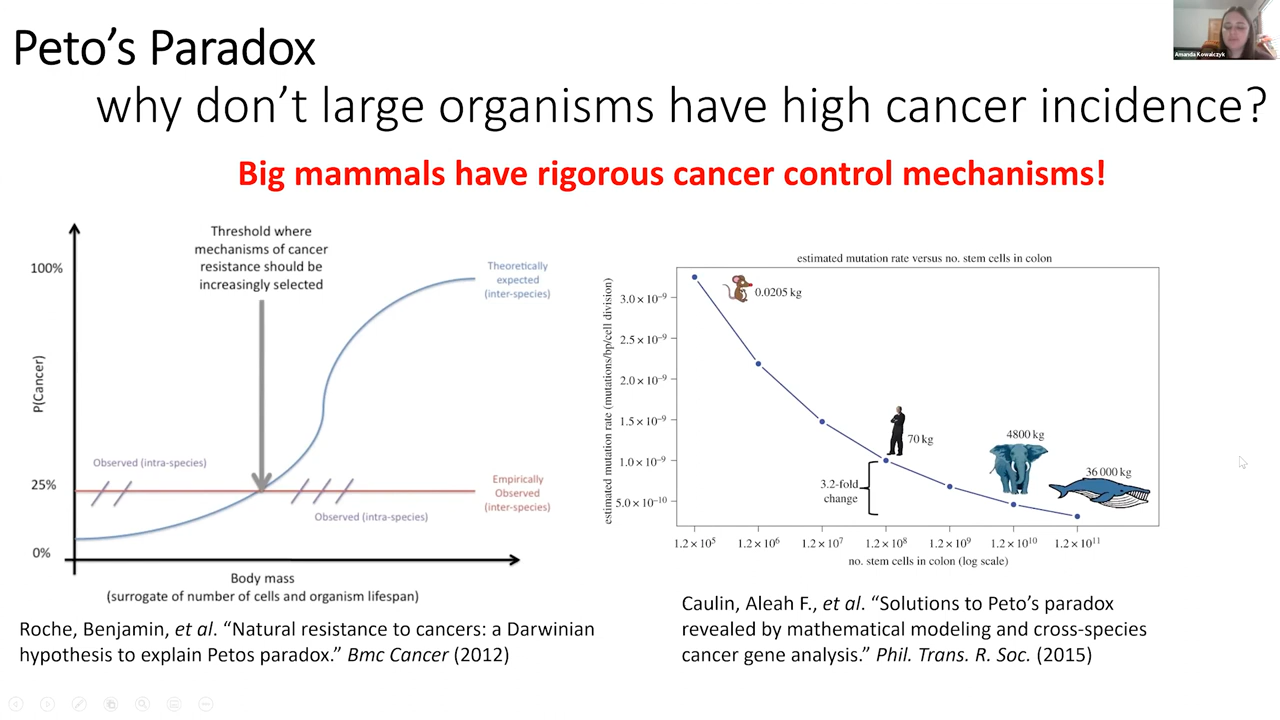 Peto's Paradox
why don't large organisms have high cancer incidence?
Big mammals have rigorous cancer control mechanisms!
Amanda Kowalczyk
Threshold where
mechanisms of cancer
resistance should be
increasingly selected
100%
25%
0%
P(Cancer)
Theoretically
expected
(inter-species)
Observed (intra-species)
Empirically
Observed
(inter-species)
Observed (intra-species)
Body mass
(surrogate of number of cells and organism lifespan)
Roche, Benjamin, et al. “Natural resistance to cancers: a Darwinian
hypothesis to explain Petos paradox.” Bmc Cancer (2012)
estimated mutation rate versus no. stem cells in colon
estimated mutation rate (mutations/bp/cell division)
3.0 × 10⁻⁹
2.5 × 10⁻⁹
2.0 × 10⁻⁹
1.5 × 10⁻⁹
1.0 × 10⁻⁹
5.0 × 10⁻¹⁰
0.0205 kg
70 kg
4800 kg
36 000 kg
3.2-fold
change
1.2 × 10⁵ 1.2 × 10⁶ 1.2 × 10⁷ 1.2 × 10⁸ 1.2 × 10⁹ 1.2 × 10¹⁰ 1.2 × 10¹¹
no. stem cells in colon (log scale)
Caulin, Aleah F., et al. “Solutions to Peto’s paradox
revealed by mathematical modeling and cross-species
cancer gene analysis.” Phil. Trans. R. Soc. (2015)